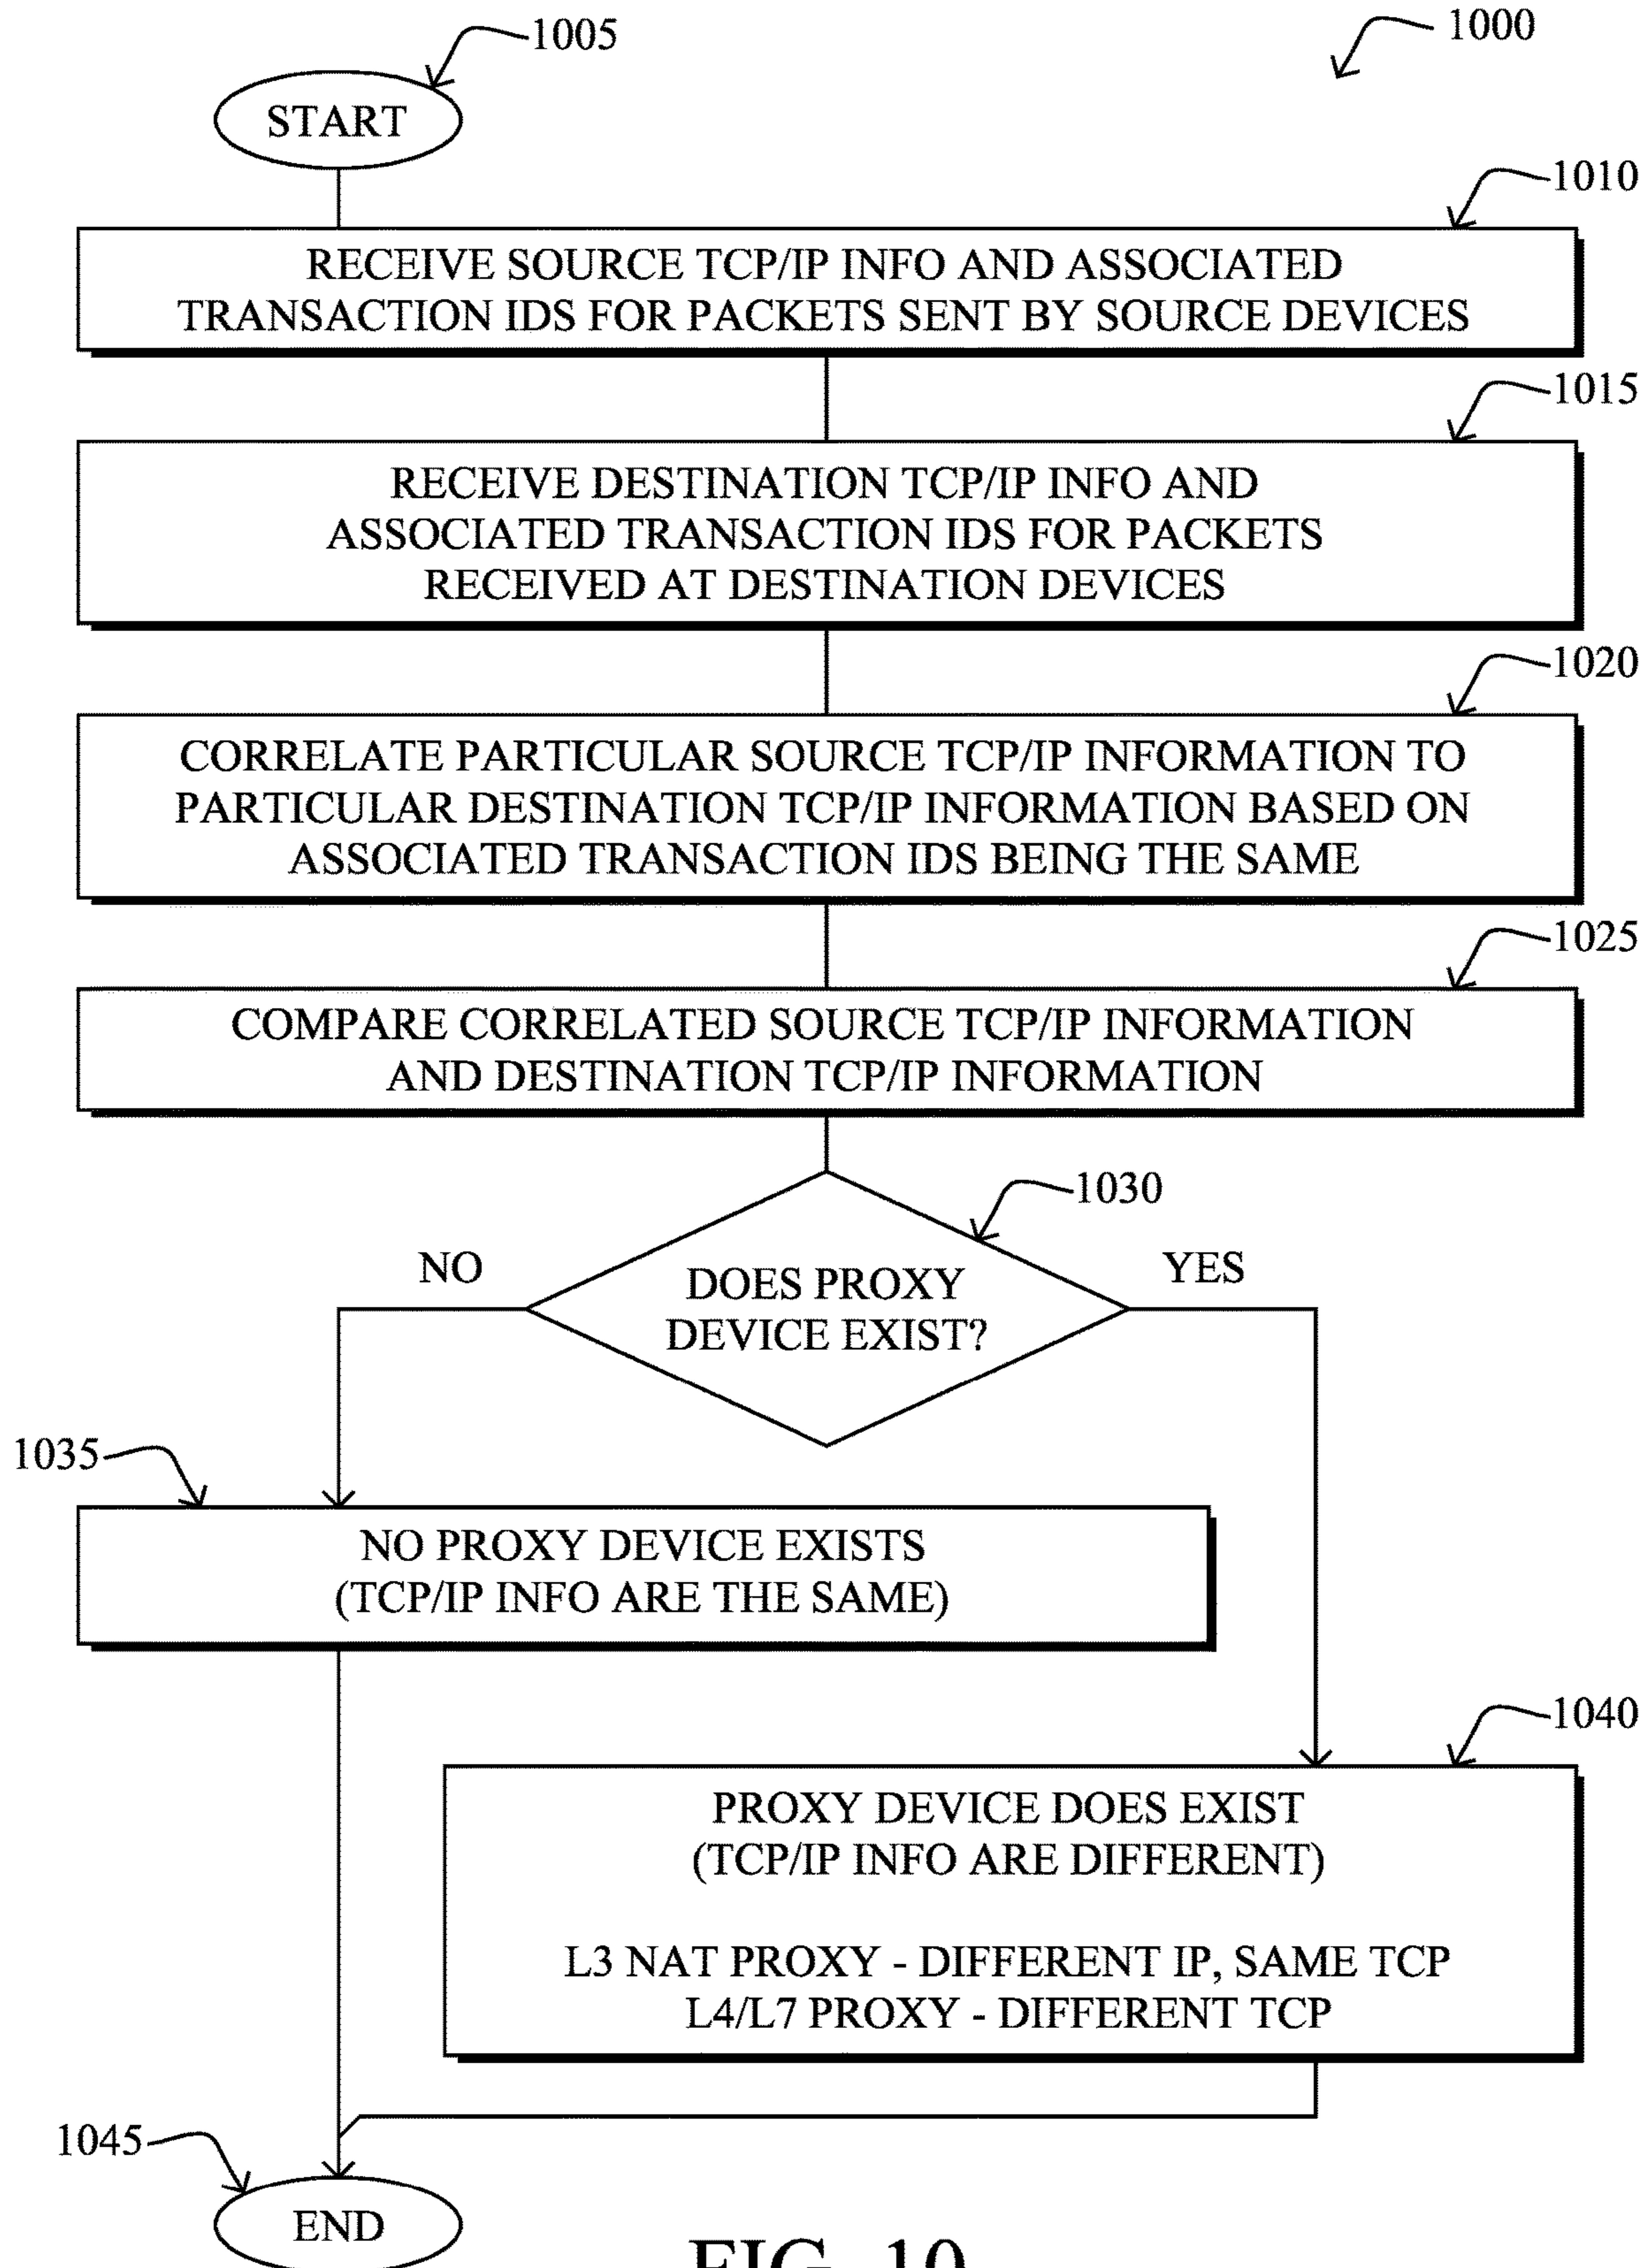 1005
1000
START
1010
RECEIVE SOURCE TCP/IP INFO AND ASSOCIATED
TRANSACTION IDS FOR PACKETS SENT BY SOURCE DEVICES
1015
RECEIVE DESTINATION TCP/IP INFO AND
ASSOCIATED TRANSACTION IDS FOR PACKETS
RECEIVED AT DESTINATION DEVICES
1020
CORRELATE PARTICULAR SOURCE TCP/IP INFORMATION TO
PARTICULAR DESTINATION TCP/IP INFORMATION BASED ON
ASSOCIATED TRANSACTION IDS BEING THE SAME
1025
COMPARE CORRELATED SOURCE TCP/IP INFORMATION
AND DESTINATION TCP/IP INFORMATION
1030
NO
YES
DOES PROXY
DEVICE EXIST?
1035
NO PROXY DEVICE EXISTS
(TCP/IP INFO ARE THE SAME)
1040
PROXY DEVICE DOES EXIST
(TCP/IP INFO ARE DIFFERENT)
L3 NAT PROXY - DIFFERENT IP, SAME TCP
L4/L7 PROXY - DIFFERENT TCP
1045
END
FIG. 10